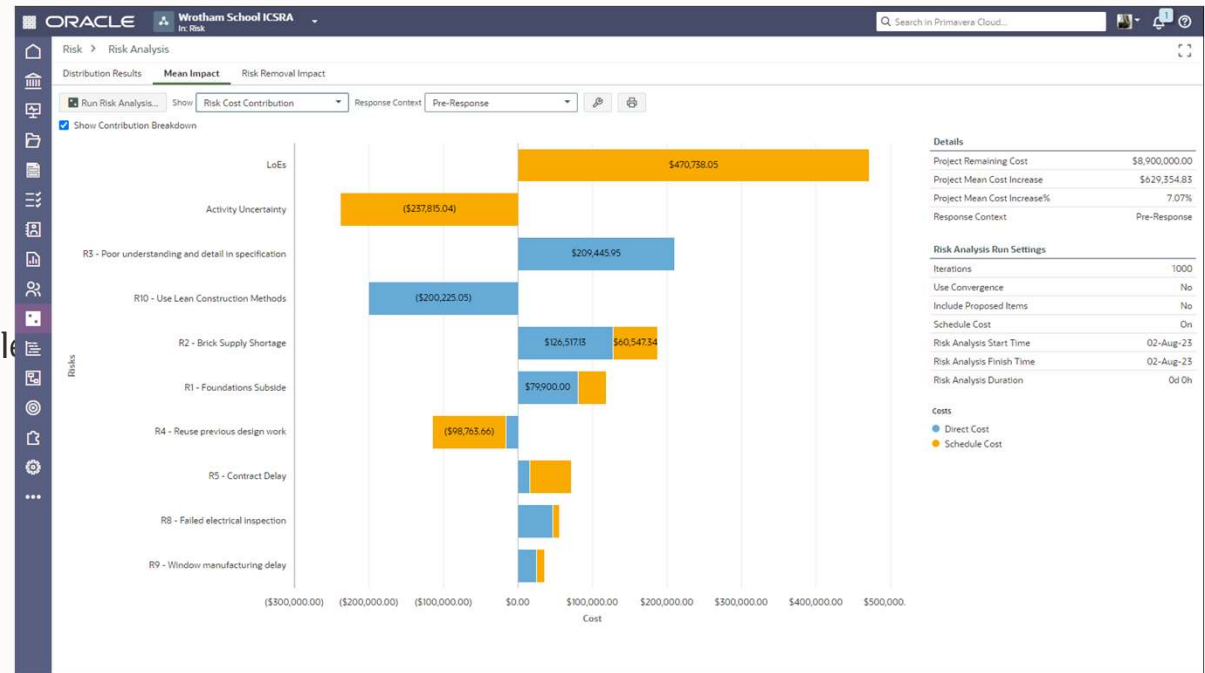 ORACLE
Wrotham School ICSRA
In: Risk
Search in Primavera Cloud...
1
Risk > Risk Analysis
Distribution Results Mean Impact Risk Removal Impact
Run Risk Analysis... Show Risk Cost Contribution Response Context Pre-Response
Show Contribution Breakdown
Risks
LoEs $470,738.05
Activity Uncertainty ($237,815.04)
R3 - Poor understanding and detail in specification $209,445.95
R10 - Use Lean Construction Methods ($200,225.05)
R2 - Brick Supply Shortage $126,517.13 $60,547.34
R1 - Foundations Subside $79,900.00
R4 - Reuse previous design work ($98,763.66)
R5 - Contract Delay
R8 - Failed electrical inspection
R9 - Window manufacturing delay
($300,000.00) ($200,000.00) ($100,000.00) $0.00 $100,000.00 $200,000.00 $300,000.00 $400,000.00 $500,000.
Cost
Details
Project Remaining Cost $8,900,000.00
Project Mean Cost Increase $629,354.83
Project Mean Cost Increase% 7.07%
Response Context Pre-Response
Risk Analysis Run Settings
Iterations 1000
Use Convergence No
Include Proposed Items No
Schedule Cost On
Risk Analysis Start Time 02-Aug-23
Risk Analysis Finish Time 02-Aug-23
Risk Analysis Duration 0d 0h
Costs
Direct Cost
Schedule Cost